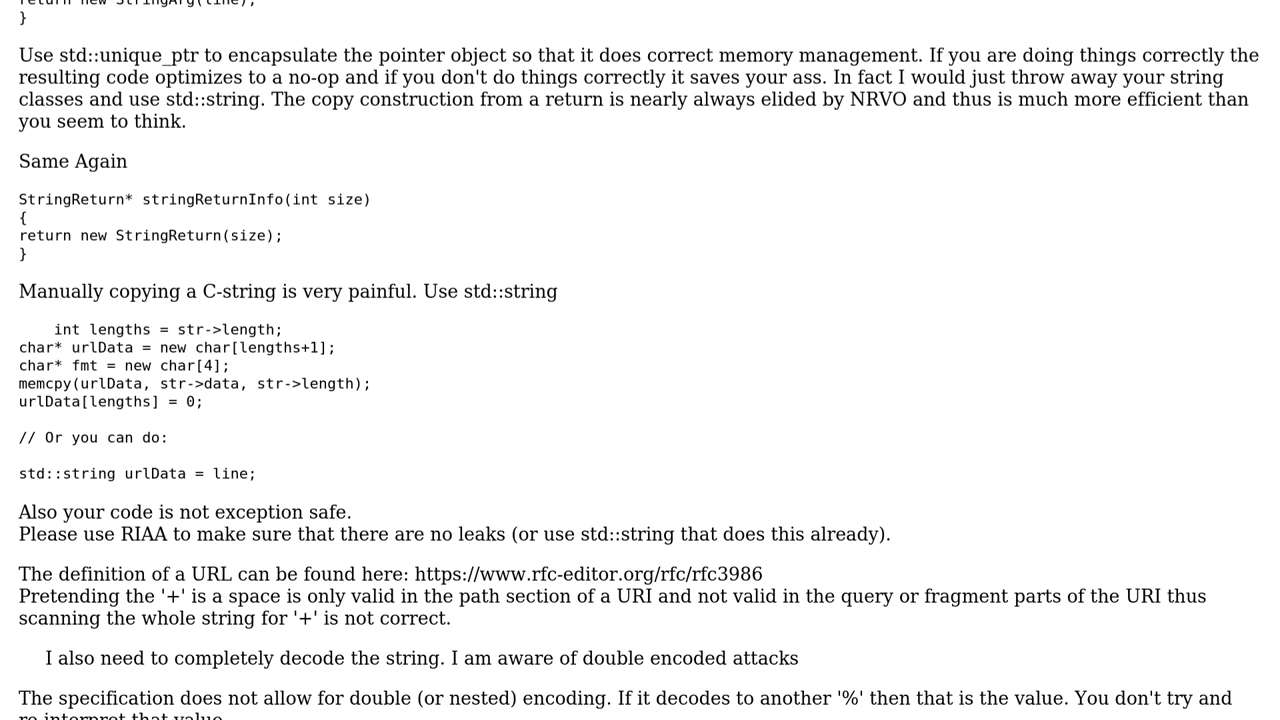 return new StringArg(line);
}
Use std::unique_ptr to encapsulate the pointer object so that it does correct memory management. If you are doing things correctly the
resulting code optimizes to a no-op and if you don't do things correctly it saves your ass. In fact I would just throw away your string
classes and use std::string. The copy construction from a return is nearly always elided by NRVO and thus is much more efficient than
you seem to think.
Same Again
StringReturn* stringReturnInfo(int size)
{
return new StringReturn(size);
}
Manually copying a C-string is very painful. Use std::string
    int lengths = str->length;
char* urlData = new char[lengths+1];
char* fmt = new char[4];
memcpy(urlData, str->data, str->length);
urlData[lengths] = 0;
// Or you can do:
std::string urlData = line;
Also your code is not exception safe.
Please use RIAA to make sure that there are no leaks (or use std::string that does this already).
The definition of a URL can be found here: https://www.rfc-editor.org/rfc/rfc3986
Pretending the '+' is a space is only valid in the path section of a URI and not valid in the query or fragment parts of the URI thus
scanning the whole string for '+' is not correct.
I also need to completely decode the string. I am aware of double encoded attacks
The specification does not allow for double (or nested) encoding. If it decodes to another '%' then that is the value. You don't try and
re-interpret that value.